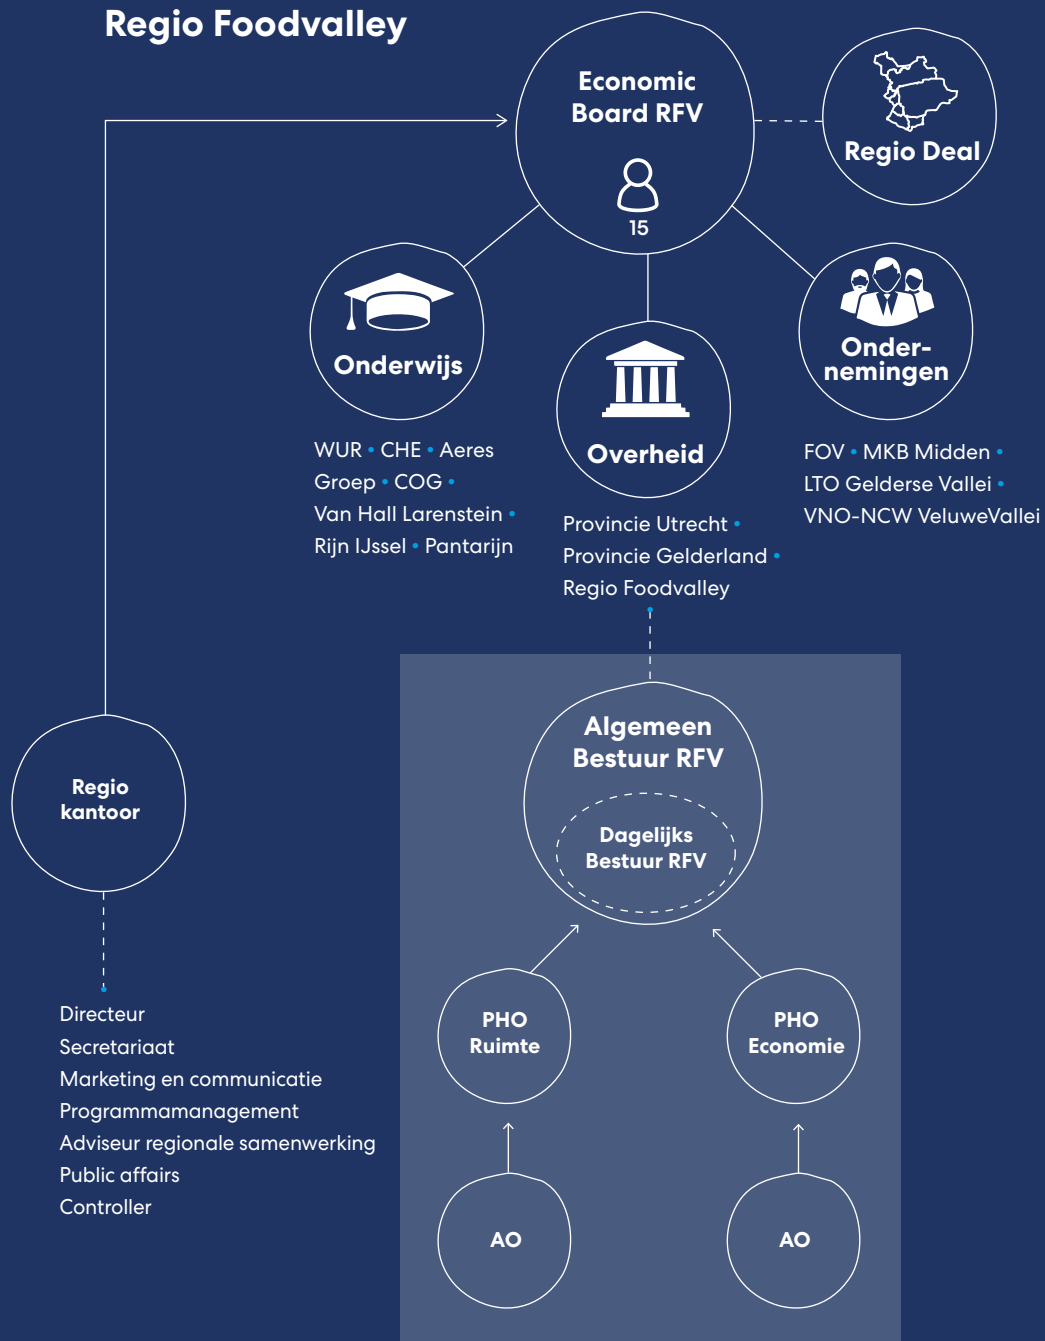 Regio Foodvalley
Economic
Board RFV
15
Regio Deal
Onderwijs
WUR • CHE • Aeres
Groep • COG •
Van Hall Larenstein •
Rijn IJssel • Pantarijn
Overheid
Provincie Utrecht •
Provincie Gelderland •
Regio Foodvalley
Onder-
nemingen
FOV • MKB Midden •
LTO Gelderse Vallei •
VNO-NCW VeluweVallei
Regio
kantoor
Directeur
Secretariaat
Marketing en communicatie
Programmamanagement
Adviseur regionale samenwerking
Public affairs
Controller
Algemeen
Bestuur RFV
Dagelijks
Bestuur RFV
PHO
Ruimte
PHO
Economie
AO
AO